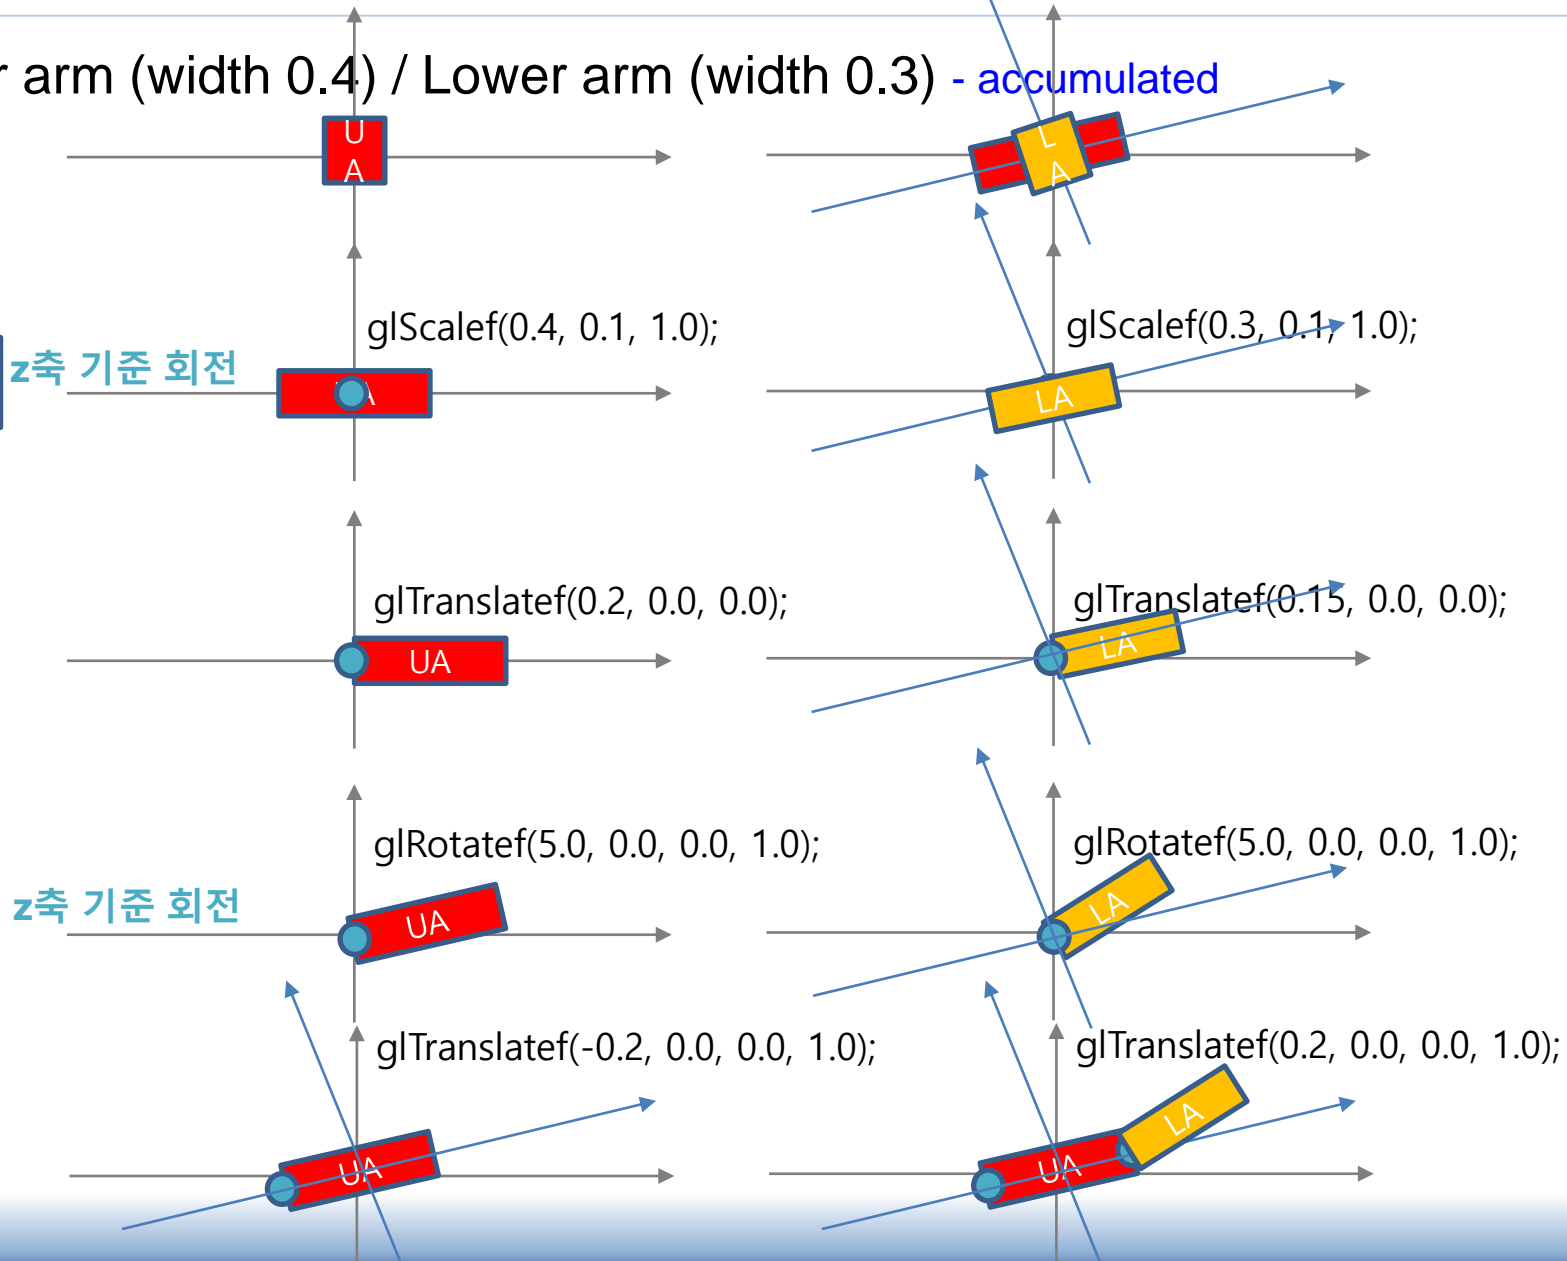 r arm (width 0.4) / Lower arm (width 0.3) - accumulated
U
A
L
A
glScalef(0.4, 0.1, 1.0);
z축 기준 회전
glScalef(0.3, 0.1, 1.0);
LA
glTranslatef(0.2, 0.0, 0.0);
UA
glTranslatef(0.15, 0.0, 0.0);
LA
glRotatef(5.0, 0.0, 0.0, 1.0);
z축 기준 회전
UA
glRotatef(5.0, 0.0, 0.0, 1.0);
LA
glTranslatef(-0.2, 0.0, 0.0, 1.0);
UA
glTranslatef(0.2, 0.0, 0.0, 1.0);
LA
UA